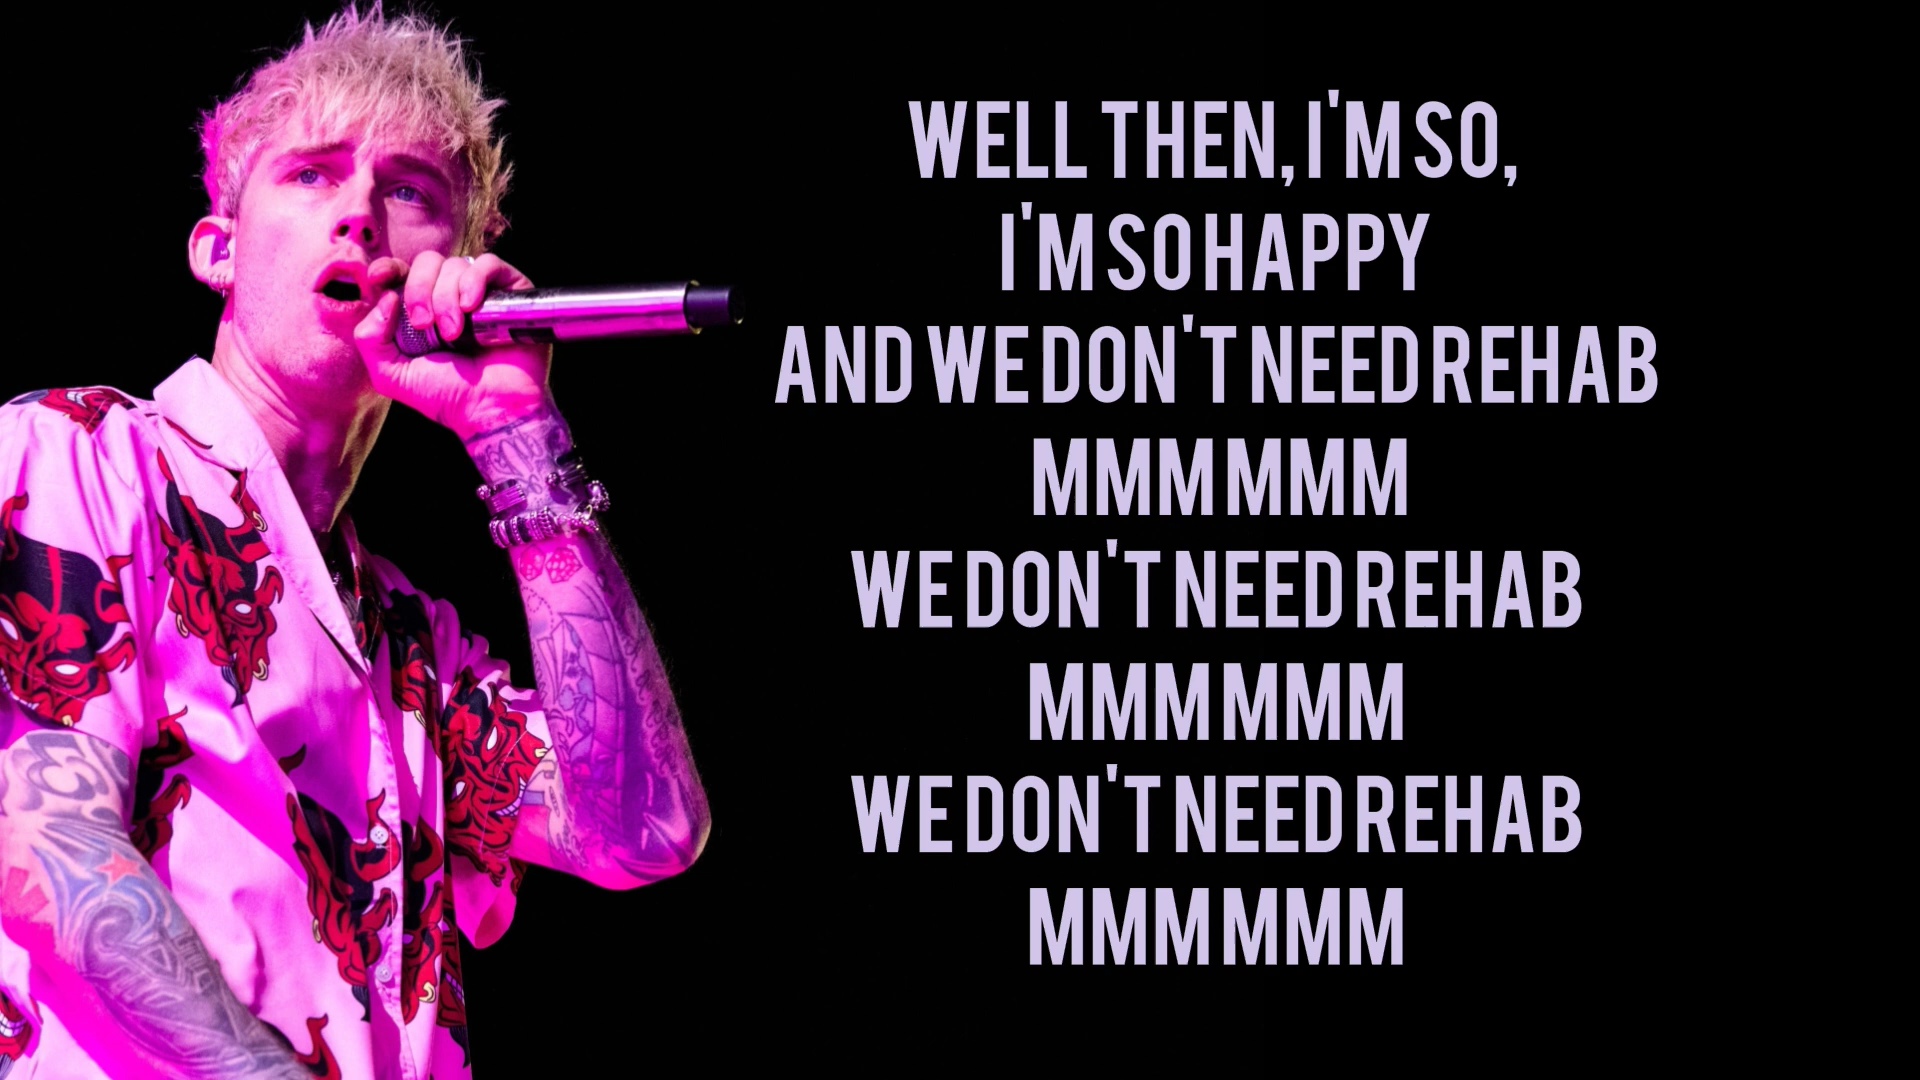 WELL THEN, I'M SO,
I'M SO HAPPY
AND WE DON'T NEED REHAB
MMM MMM
WE DON'T NEED REHAB
MMM MMM
WE DON'T NEED REHAB
MMM MMM